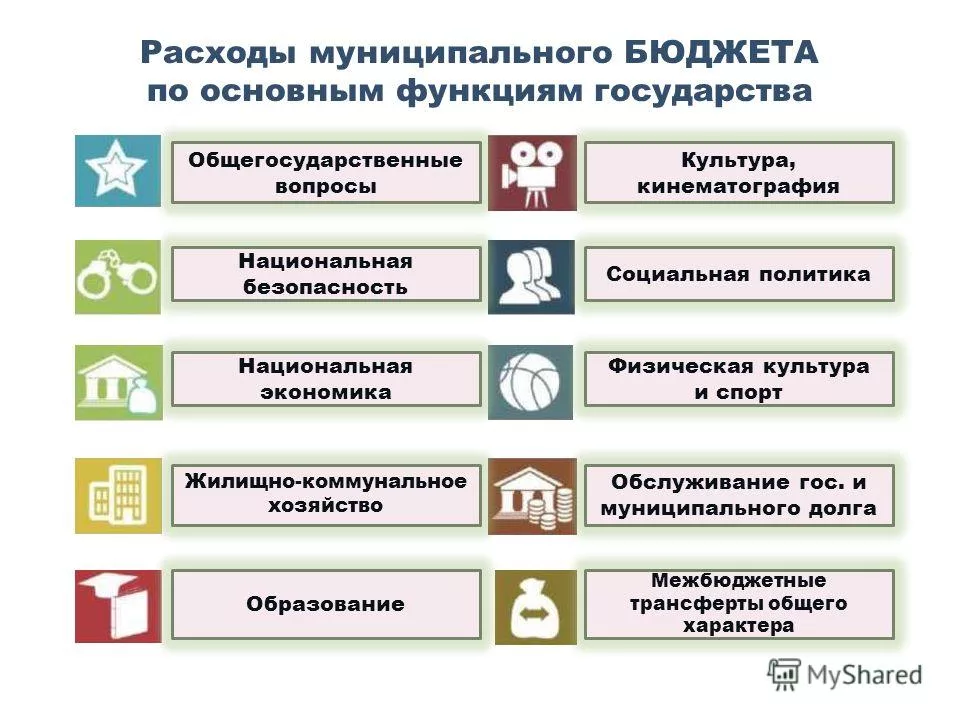 Расходы муниципального БЮДЖЕТА
по основным функциям государства
Общегосударственные
вопросы
Национальная
безопасность
Национальная
экономика
Жилищно-коммунальное
хозяйство
Образование
Культура,
кинематография
Социальная политика
Физическая культура
и спорт
Обслуживание гос. и
муниципального долга
Межбюджетные
трансферты общего
характера
MyShared